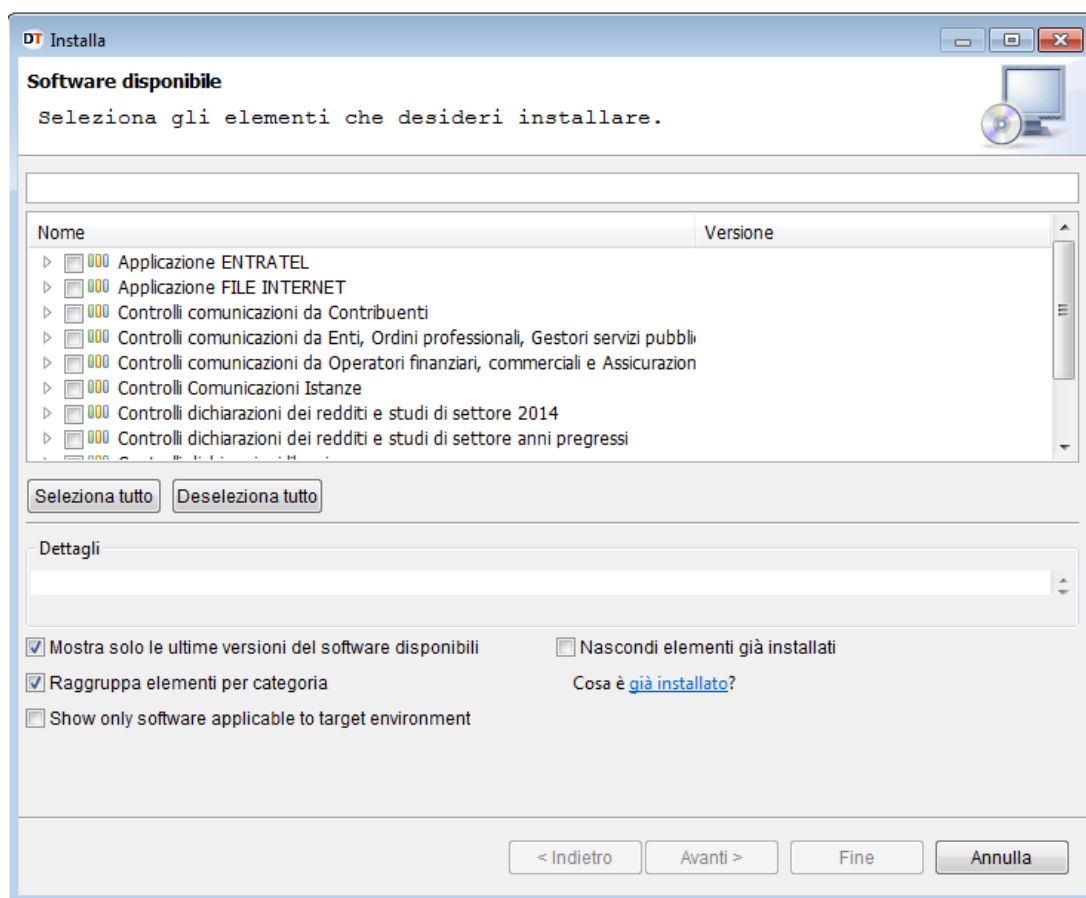 DT Installa
Software disponibile
Seleziona gli elementi che desideri installare.
Nome Versione
Applicazione ENTRATEL
Applicazione FILE INTERNET
Controlli comunicazioni da Contribuenti
Controlli comunicazioni da Enti, Ordini professionali, Gestori servizi pubbli
Controlli comunicazioni da Operatori finanziari, commerciali e Assicurazion
Controlli Comunicazioni Istanze
Controlli dichiarazioni dei redditi e studi di settore 2014
Controlli dichiarazioni dei redditi e studi di settore anni pregressi
Seleziona tutto Deseleziona tutto
Dettagli
Mostra solo le ultime versioni del software disponibili Nascondi elementi già installati
Raggruppa elementi per categoria Cosa è già installato?
Show only software applicable to target environment
< Indietro Avanti > Fine Annulla